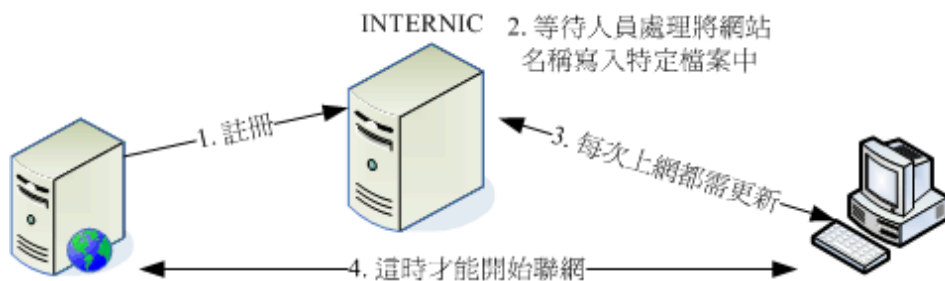 INTERNIC
2. 等待人員處理將網站
名稱寫入特定檔案中
1. 註冊
3. 每次上網都需更新
4. 這時才能開始聯網